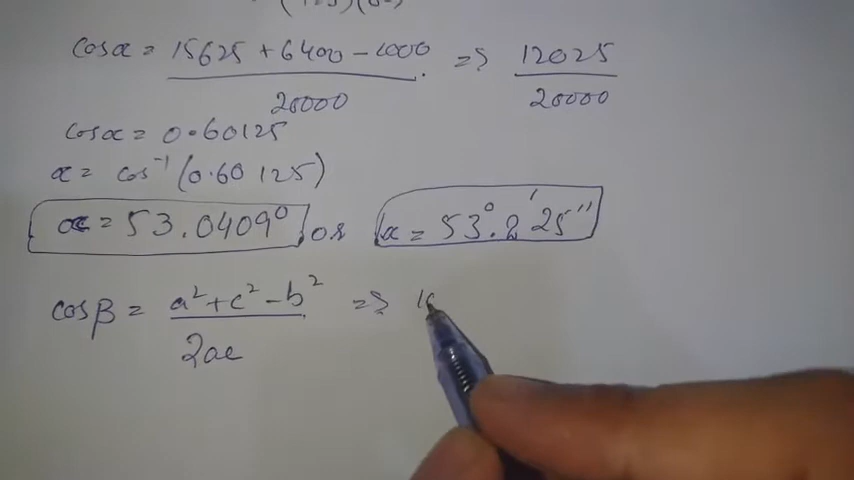 cosα = 15625 + 6400 - 10000 / 20000 => 12025 / 20000
cosα = 0.60125
α = cos⁻¹(0.60125)
α = 53.0409° or α = 53°.2'25"
cosβ = a² + c² - b² / 2ac =>